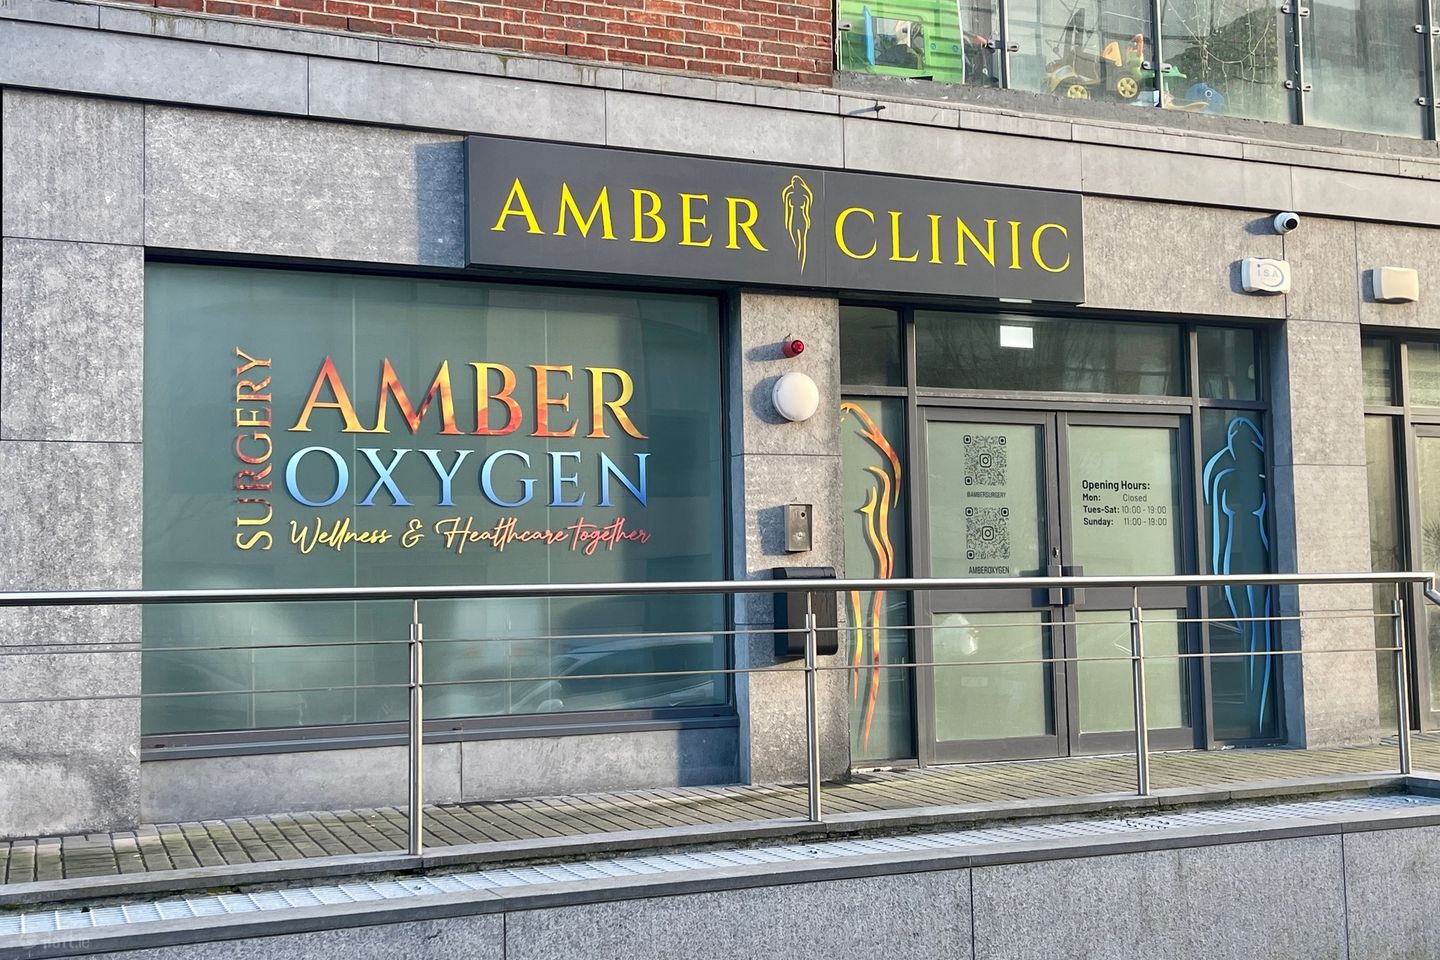 AMBER CLINIC
SURGERY
AMBER
OXYGEN
Wellness & Healthcare together
@AMBERSURGERY
AMBEROXYGEN
Opening Hours:
Mon: Closed
Tues-Sat: 10:00 - 19:00
Sunday: 11:00 - 19:00